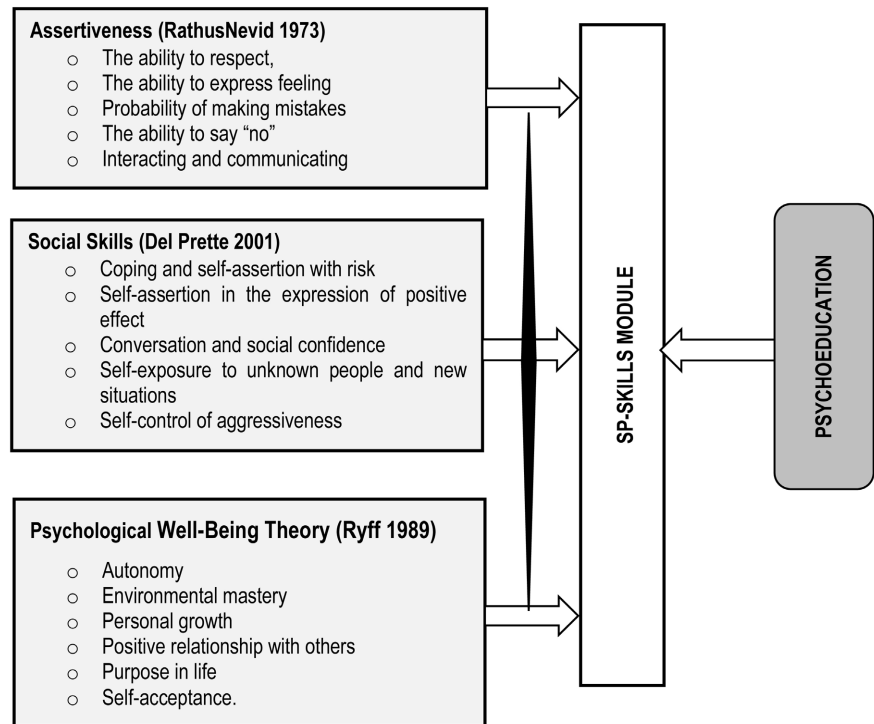 Assertiveness (RathusNevid 1973)
o The ability to respect,
o The ability to express feeling
o Probability of making mistakes
o The ability to say “no”
o Interacting and communicating
Social Skills (Del Prette 2001)
o Coping and self-assertion with risk
o Self-assertion in the expression of positive
effect
o Conversation and social confidence
o Self-exposure to unknown people and new
situations
o Self-control of aggressiveness
Psychological Well-Being Theory (Ryff 1989)
o Autonomy
o Environmental mastery
o Personal growth
o Positive relationship with others
o Purpose in life
o Self-acceptance.
SP-SKILLS MODULE
PSYCHOEDUCATION